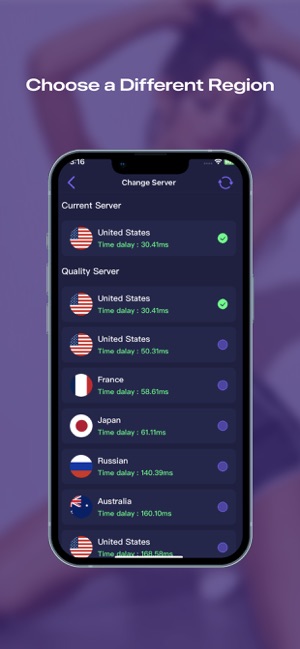 Choose a Different Region
3:16
Change Server
Current Server
United States
Time dalay : 30.41ms
Quality Server
United States
Time dalay : 30.41ms
United States
Time dalay : 50.31ms
France
Time dalay : 58.61ms
Japan
Time dalay : 61.11ms
Russian
Time dalay : 140.39ms
Australia
Time dalay : 160.10ms
United States
Time dalay : 168.58ms